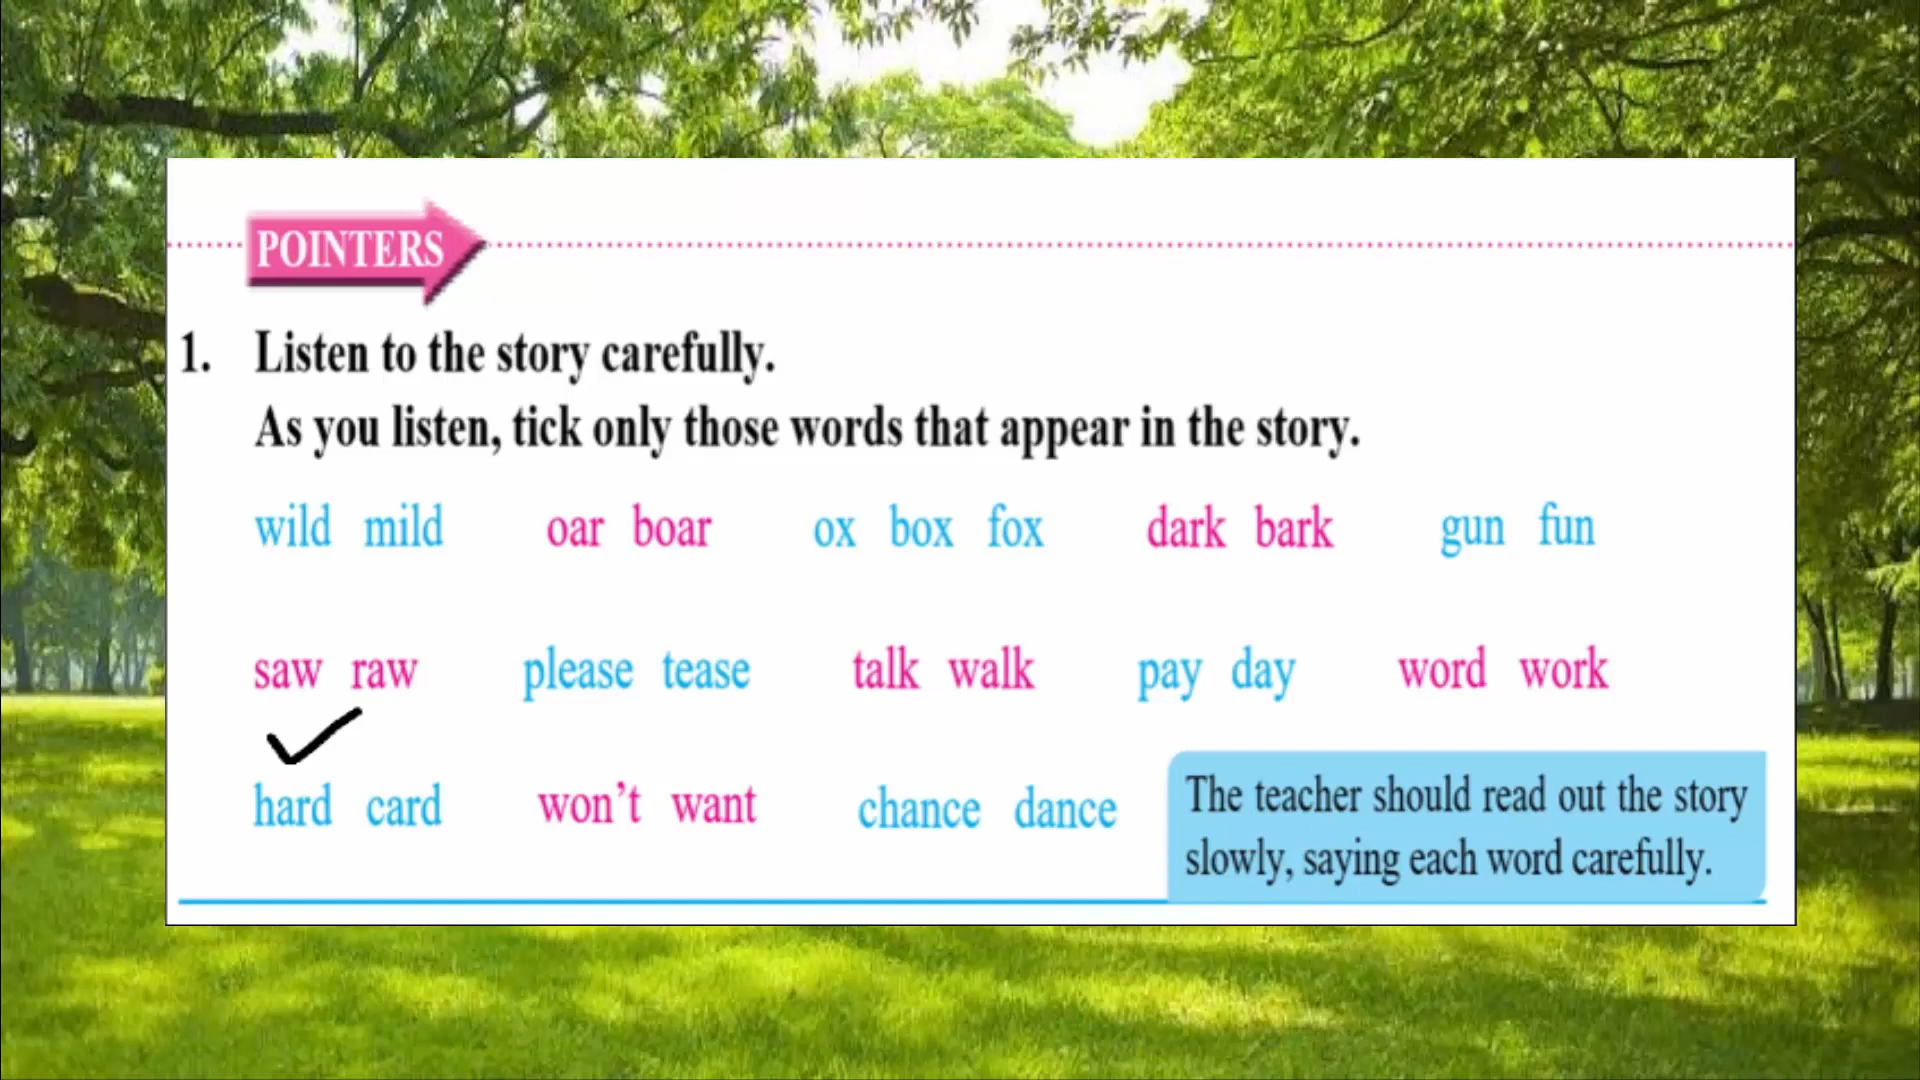 POINTERS
1. Listen to the story carefully.
As you listen, tick only those words that appear in the story.
wild mild oar boar ox box fox dark bark gun fun
saw raw please tease talk walk pay day word work
hard card won’t want chance dance
The teacher should read out the story
slowly, saying each word carefully.